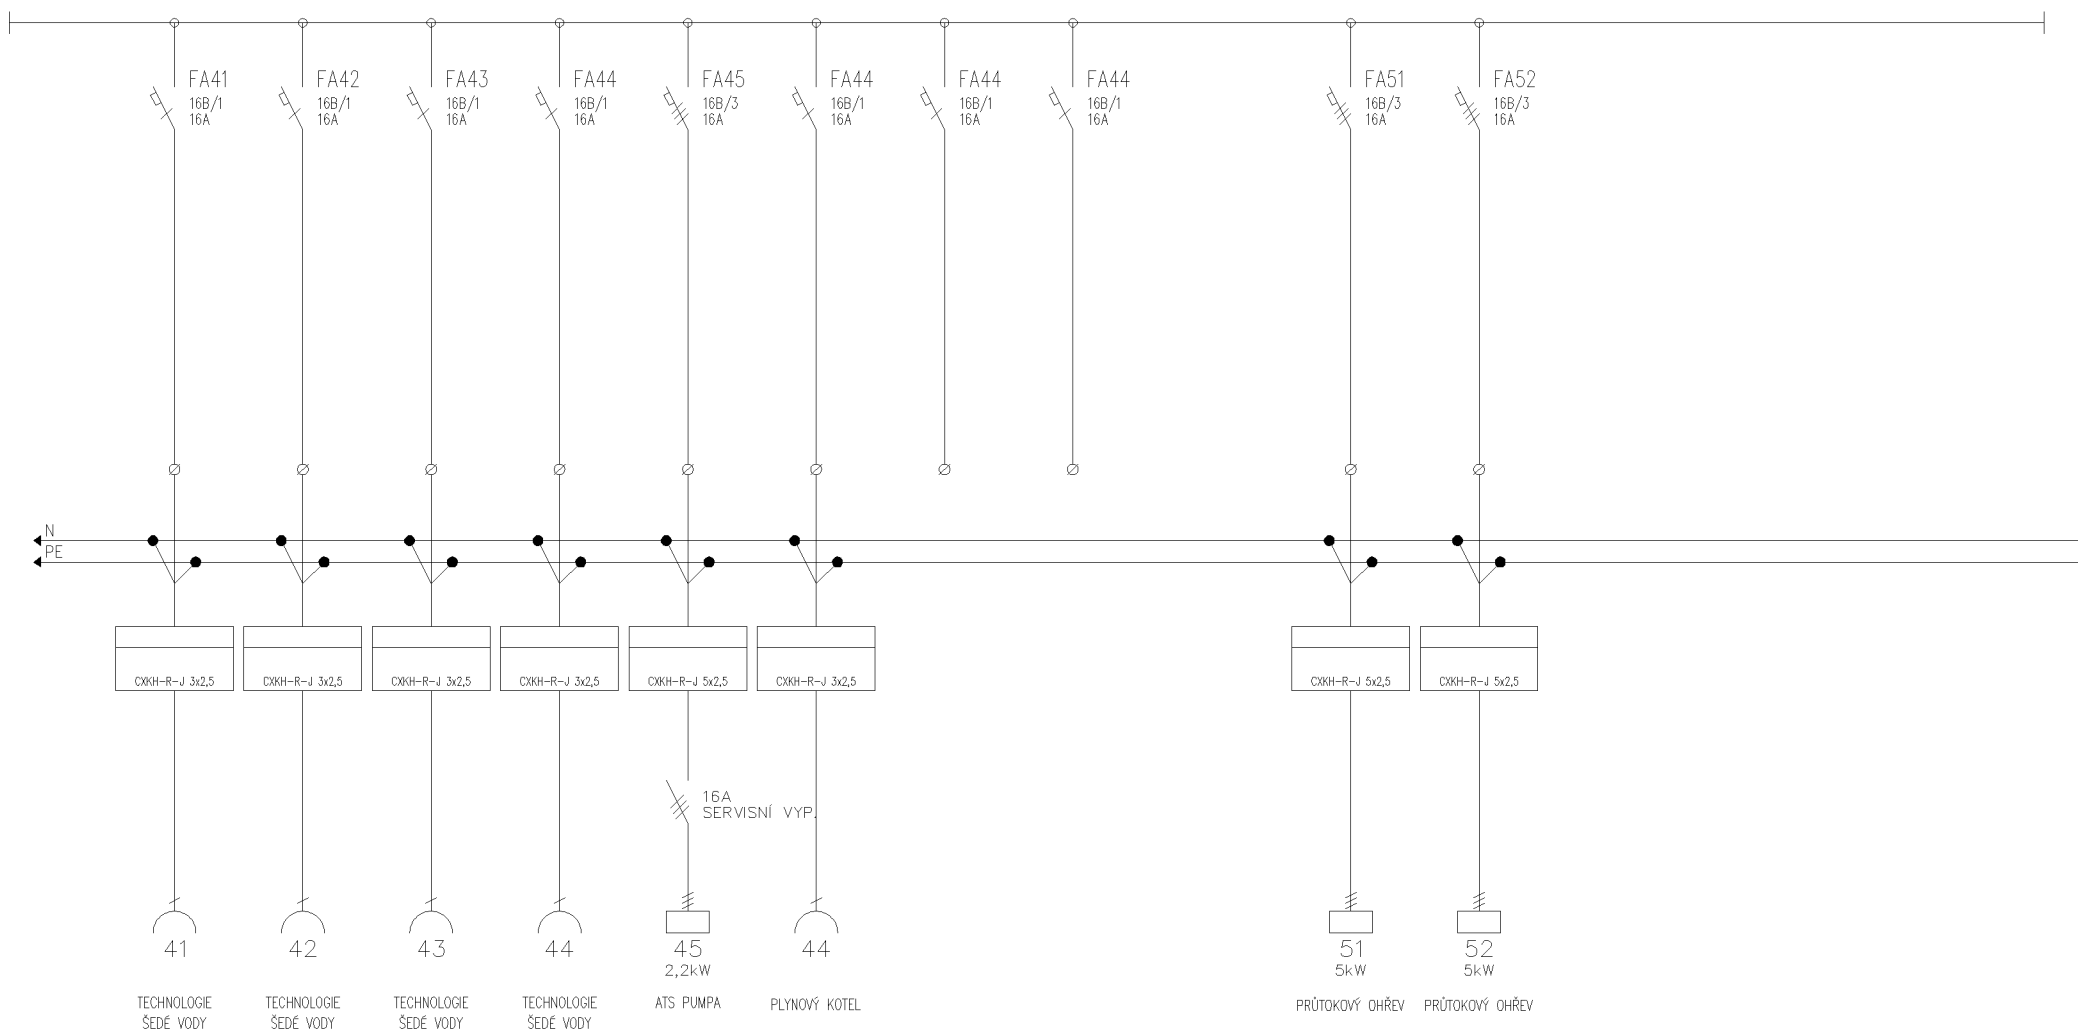 FA41
16B/1
16A
FA42
16B/1
16A
FA43
16B/1
16A
FA44
16B/1
16A
FA45
16B/3
16A
FA44
16B/1
16A
FA44
16B/1
16A
FA44
16B/1
16A
FA51
16B/3
16A
FA52
16B/3
16A
N
PE
CXKH-R-J 3x2,5
CXKH-R-J 3x2,5
CXKH-R-J 3x2,5
CXKH-R-J 3x2,5
CXKH-R-J 5x2,5
CXKH-R-J 3x2,5
CXKH-R-J 5x2,5
CXKH-R-J 5x2,5
16A
SERVISNÍ VYP.
41
TECHNOLOGIE
ŠEDÉ VODY
42
TECHNOLOGIE
ŠEDÉ VODY
43
TECHNOLOGIE
ŠEDÉ VODY
44
TECHNOLOGIE
ŠEDÉ VODY
45
2,2kW
ATS PUMPA
44
PLYNOVÝ KOTEL
51
5kW
PRŮTOKOVÝ OHŘEV
52
5kW
PRŮTOKOVÝ OHŘEV